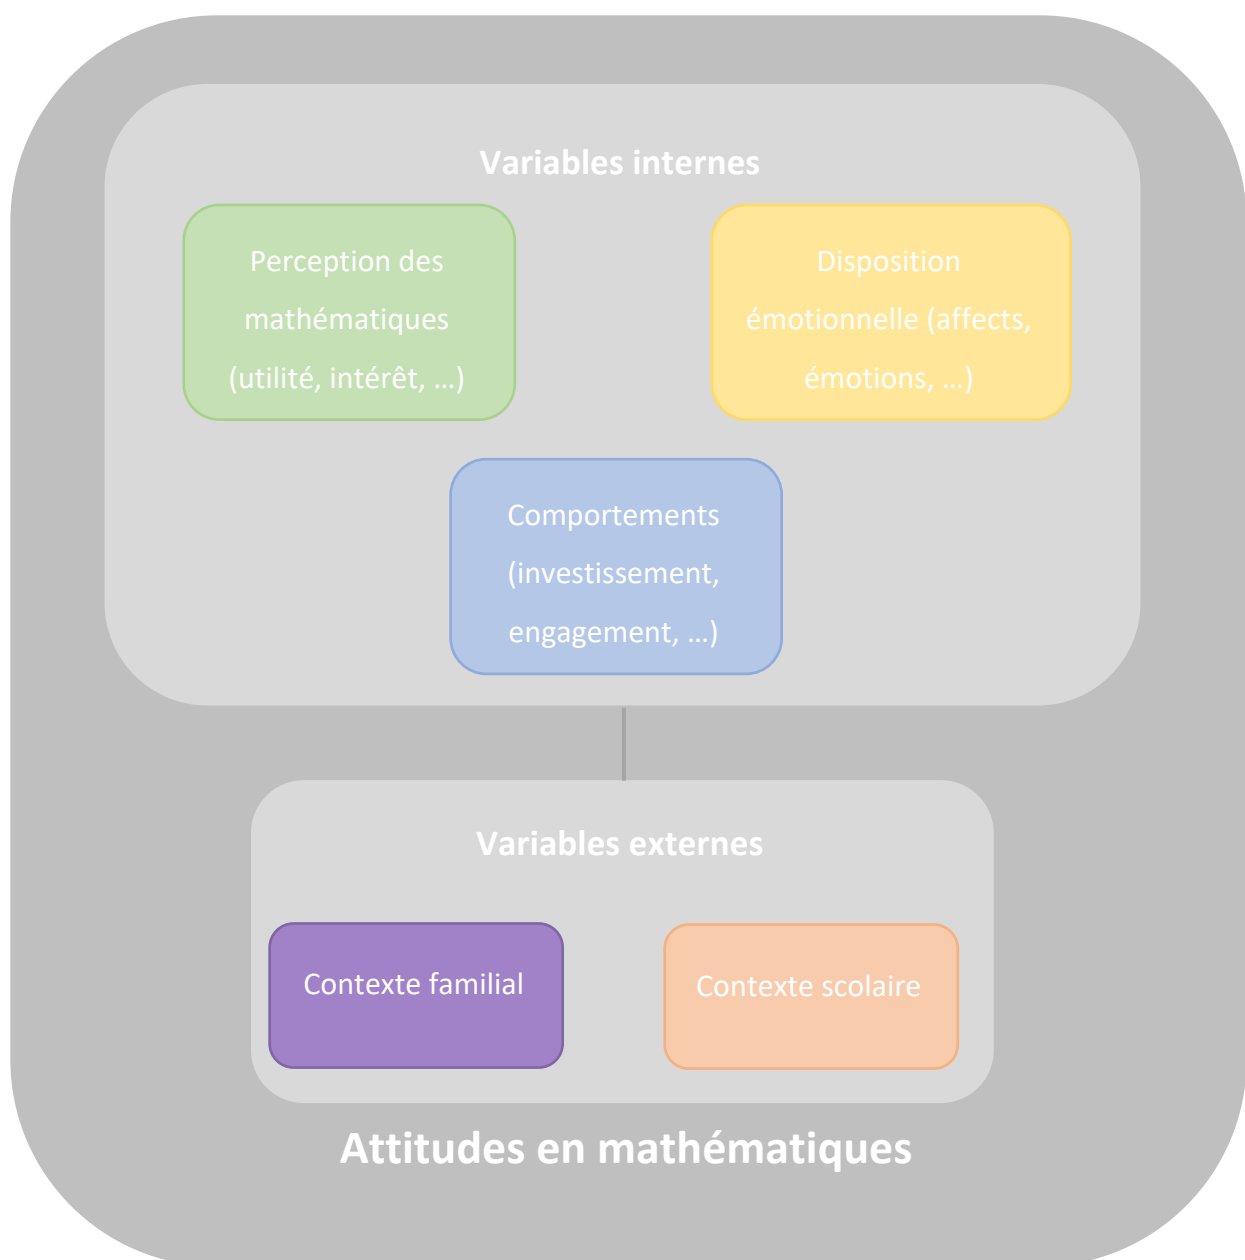 Variables internes
Perception des
mathématiques
(utilité, intérêt, …)
Disposition
émotionnelle (affects,
émotions, …)
Comportements
(investissement,
engagement, …)
Variables externes
Contexte familial
Contexte scolaire
Attitudes en mathématiques